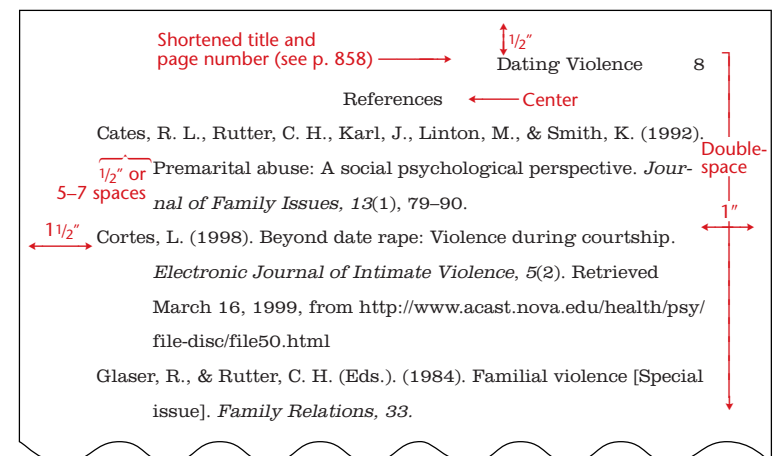 Shortened title and
page number (see p. 858)
1/2"
Dating Violence 8
References
Center
Cates, R. L., Rutter, C. H., Karl, J., Linton, M., & Smith, K. (1992).
Double-
space
1/2" or
5–7 spaces
Premarital abuse: A social psychological perspective. Jour-
nal of Family Issues, 13(1), 79–90.
1"
1 1/2"
Cortes, L. (1998). Beyond date rape: Violence during courtship.
Electronic Journal of Intimate Violence, 5(2). Retrieved
March 16, 1999, from http://www.acast.nova.edu/health/psy/
file-disc/file50.html
Glaser, R., & Rutter, C. H. (Eds.). (1984). Familial violence [Special
issue]. Family Relations, 33.